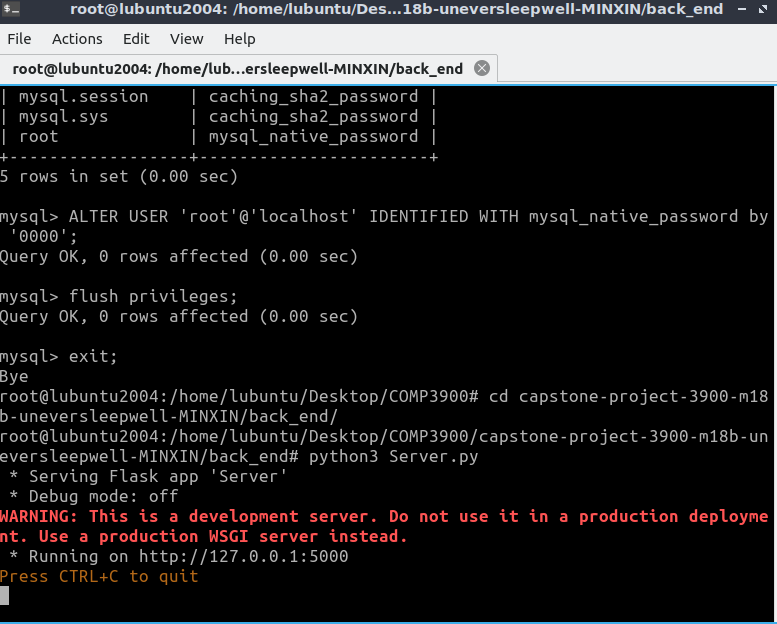 root@lubuntu2004: /home/lubuntu/Des...18b-uneversleepwell-MINXIN/back_end
File Actions Edit View Help
root@lubuntu2004: /home/lub...ersleepwell-MINXIN/back_end
| mysql.session    | caching_sha2_password |
| mysql.sys        | caching_sha2_password |
| root             | mysql_native_password |
+------------------+-----------------------+
5 rows in set (0.00 sec)
mysql> ALTER USER 'root'@'localhost' IDENTIFIED WITH mysql_native_password by
 '0000';
Query OK, 0 rows affected (0.00 sec)
mysql> flush privileges;
Query OK, 0 rows affected (0.00 sec)
mysql> exit;
Bye
root@lubuntu2004:/home/lubuntu/Desktop/COMP3900# cd capstone-project-3900-m18
b-uneversleepwell-MINXIN/back_end/
root@lubuntu2004:/home/lubuntu/Desktop/COMP3900/capstone-project-3900-m18b-un
eversleepwell-MINXIN/back_end# python3 Server.py
 * Serving Flask app 'Server'
 * Debug mode: off
WARNING: This is a development server. Do not use it in a production deployme
nt. Use a production WSGI server instead.
 * Running on http://127.0.0.1:5000
Press CTRL+C to quit